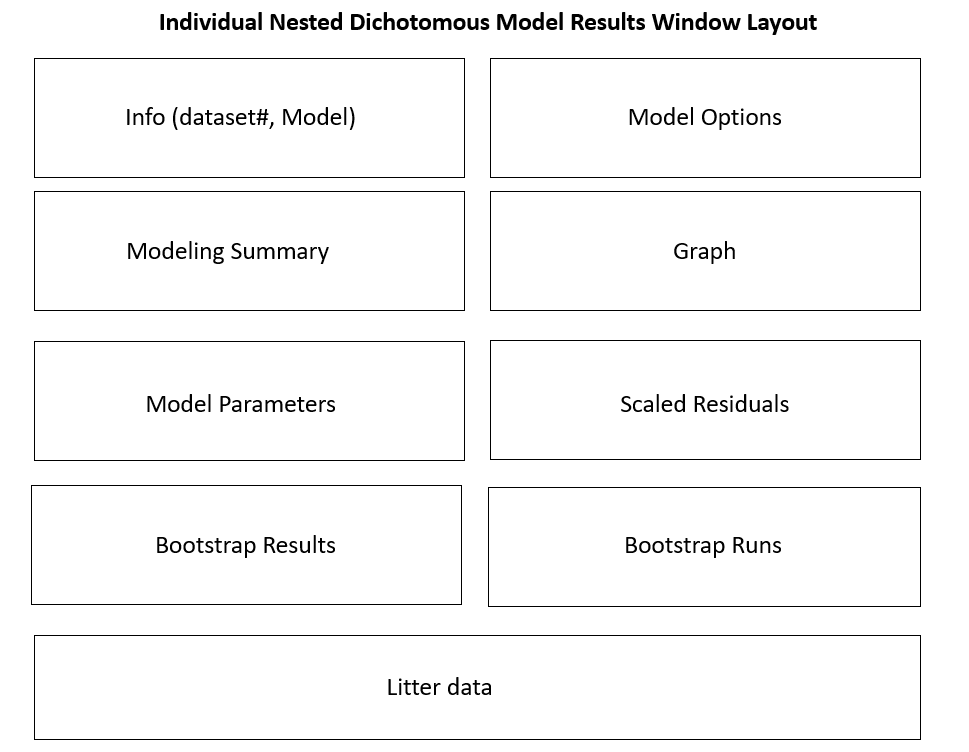 Individual Nested Dichotomous Model Results Window Layout
Info (dataset#, Model)
Model Options
Modeling Summary
Graph
Model Parameters
Scaled Residuals
Bootstrap Results
Bootstrap Runs
Litter data